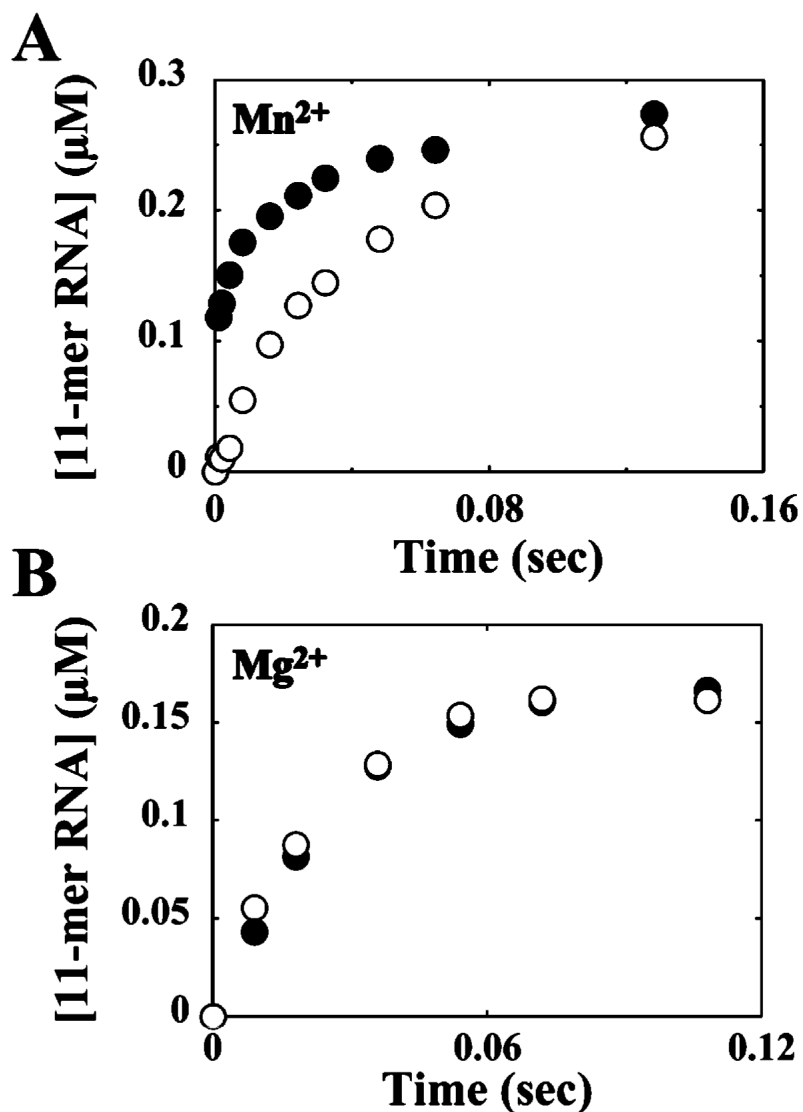 A
[11-mer RNA] (μM)
0.3
0.2
0.1
0
Mn²⁺
0
0.08
0.16
Time (sec)
B
[11-mer RNA] (μM)
0.2
0.15
0.1
0.05
0
Mg²⁺
0
0.06
0.12
Time (sec)